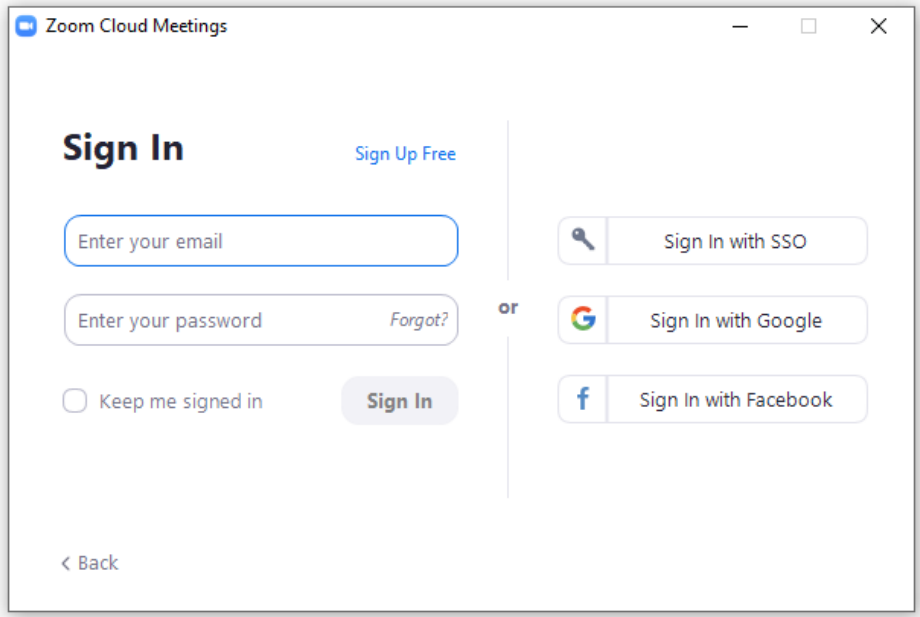 Zoom Cloud Meetings
Sign In
Sign Up Free
Enter your email
Enter your password
Forgot?
Keep me signed in
Sign In
or
Sign In with SSO
Sign In with Google
Sign In with Facebook
Back